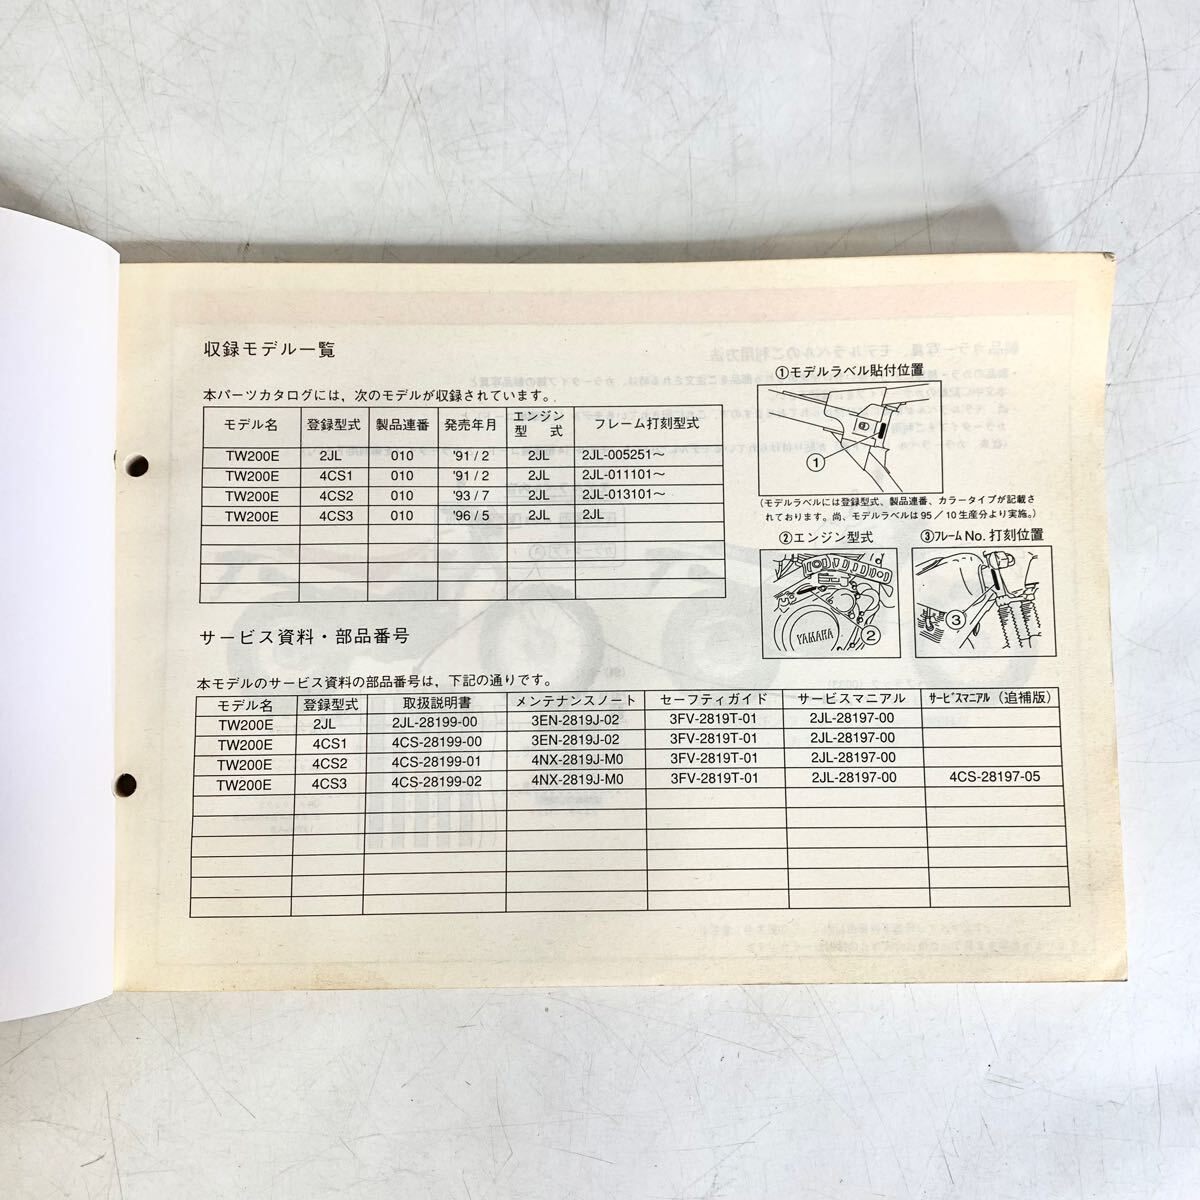 収録モデル一覧
本パーツカタログには、次のモデルが収録されています。
モデル名 登録型式 製品連番 発売年月 エンジン型式 フレーム打刻型式
TW200E 2JL 010 '91/2 2JL 2JL-005251～
TW200E 4CS1 010 '91/2 2JL 2JL-011101～
TW200E 4CS2 010 '93/7 2JL 2JL-013101～
TW200E 4CS3 010 '96/5 2JL 2JL
①モデルラベル貼付位置
①
(モデルラベルには登録型式、製品連番、カラータイプが記載さ
れております。尚、モデルラベルは95／10生産分より実施。)
②エンジン型式
YAMAHA
②
③フレームNo. 打刻位置
③
サービス資料・部品番号
本モデルのサービス資料の部品番号は、下記の通りです。
モデル名 登録型式 取扱説明書 メンテナンスノート セーフティガイド サービスマニアル サービスマニアル（追補版）
TW200E 2JL 2JL-28199-00 3EN-2819J-02 3FV-2819T-01 2JL-28197-00
TW200E 4CS1 4CS-28199-00 3EN-2819J-02 3FV-2819T-01 2JL-28197-00
TW200E 4CS2 4CS-28199-01 4NX-2819J-M0 3FV-2819T-01 2JL-28197-00
TW200E 4CS3 4CS-28199-02 4NX-2819J-M0 3FV-2819T-01 2JL-28197-00 4CS-28197-05